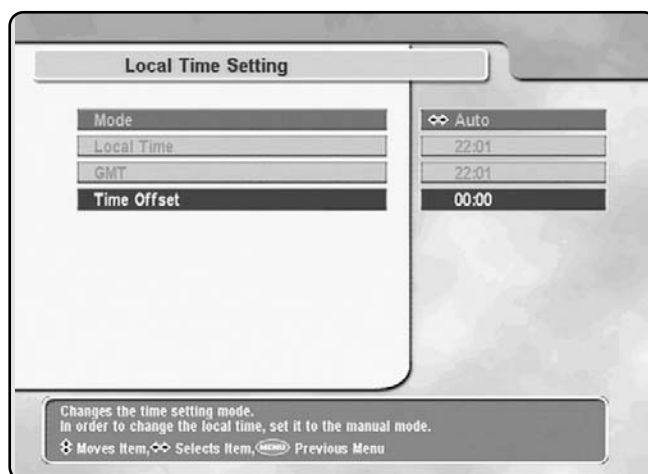 Local Time Setting
Mode Auto
Local Time 22:01
GMT 22:01
Time Offset 00:00
Changes the time setting mode.
In order to change the local time, set it to the manual mode.
Moves Item, Selects Item, MENU Previous Menu